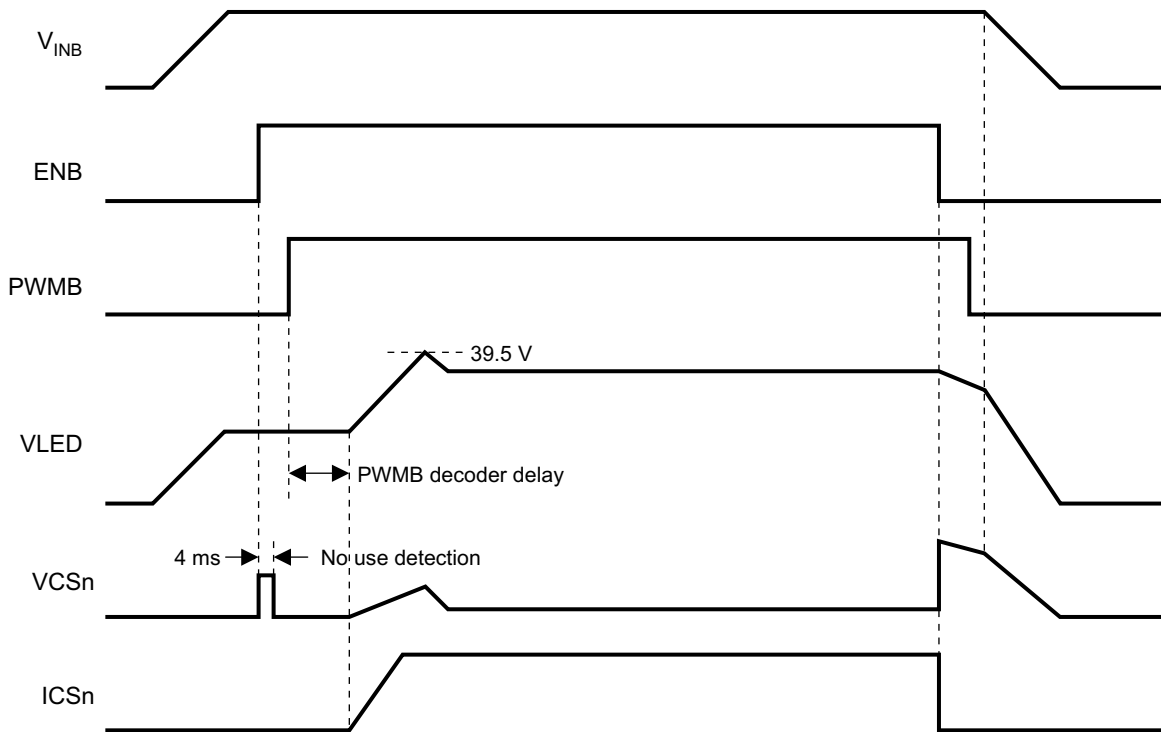 VINB
ENB
PWMB
39.5 V
VLED
PWMB decoder delay
4 ms
No use detection
VCSn
ICSn